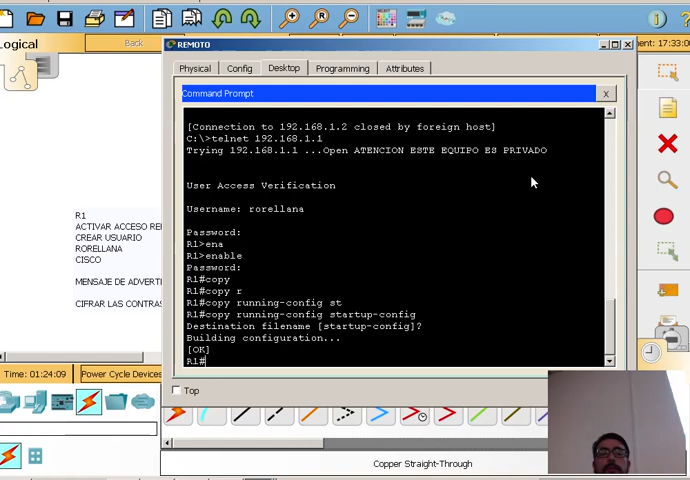 REMOTO
Logical
Back
ment: 17:33:0
Physical
Config
Desktop
Programming
Attributes
Command Prompt
X
[Connection to 192.168.1.2 closed by foreign host]
C:\>telnet 192.168.1.1
Trying 192.168.1.1 ...Open ATENCION ESTE EQUIPO ES PRIVADO
User Access Verification
Username: rorellana
Password:
R1>ena
R1>enable
Password:
R1#copy
R1#copy r
R1#copy running-config st
R1#copy running-config startup-config
Destination filename [startup-config]?
Building configuration...
[OK]
R1#
Top
R1
ACTIVAR ACCESO RE
CREAR USUARIO
RORELLANA
CISCO
MENSAJE DE ADVERT
CIFRAR LAS CONTRAS
Time: 01:24:09
Power Cycle Devices
Copper Straight-Through